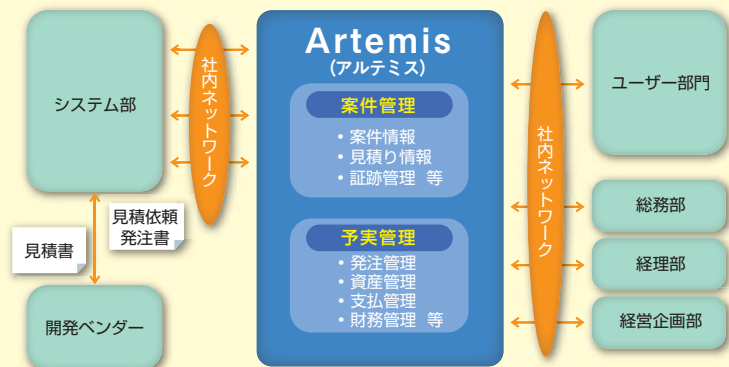 システム部
見積書
見積依頼
発注書
開発ベンダー
社内ネットワーク
Artemis
(アルテミス)
案件管理
・案件情報
・見積り情報
・証跡管理 等
予実管理
・発注管理
・資産管理
・支払管理
・財務管理 等
社内ネットワーク
ユーザー部門
総務部
経理部
経営企画部